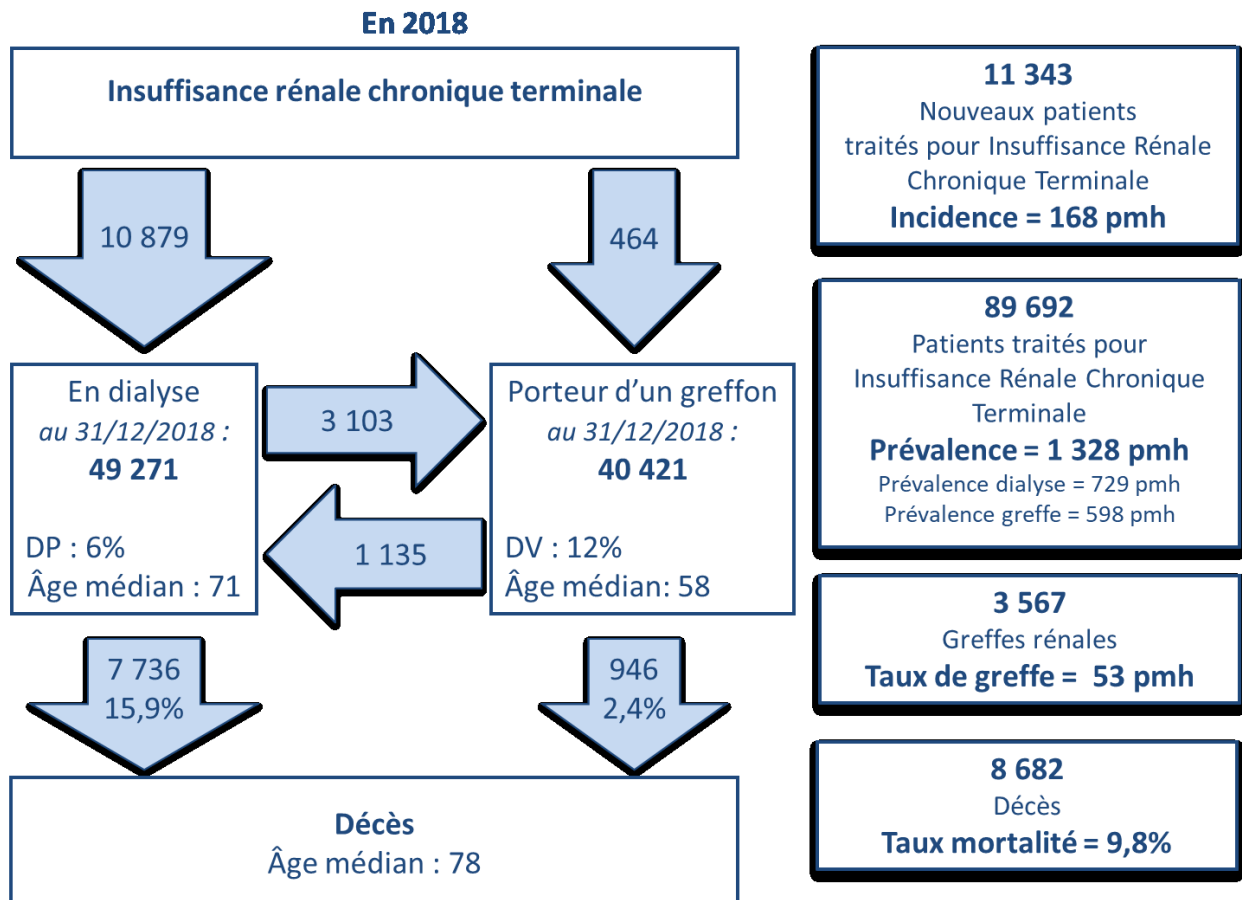 En 2018
Insuffisance rénale chronique terminale
10 879
464
En dialyse
au 31/12/2018 :
49 271
DP : 6%
Âge médian : 71
3 103
1 135
Porteur d'un greffon
au 31/12/2018 :
40 421
DV : 12%
Âge médian: 58
7 736
15,9%
946
2,4%
Décès
Âge médian : 78
11 343
Nouveaux patients
traités pour Insuffisance Rénale
Chronique Terminale
Incidence = 168 pmh
89 692
Patients traités pour
Insuffisance Rénale Chronique
Terminale
Prévalence = 1 328 pmh
Prévalence dialyse = 729 pmh
Prévalence greffe = 598 pmh
3 567
Greffes rénales
Taux de greffe = 53 pmh
8 682
Décès
Taux mortalité = 9,8%